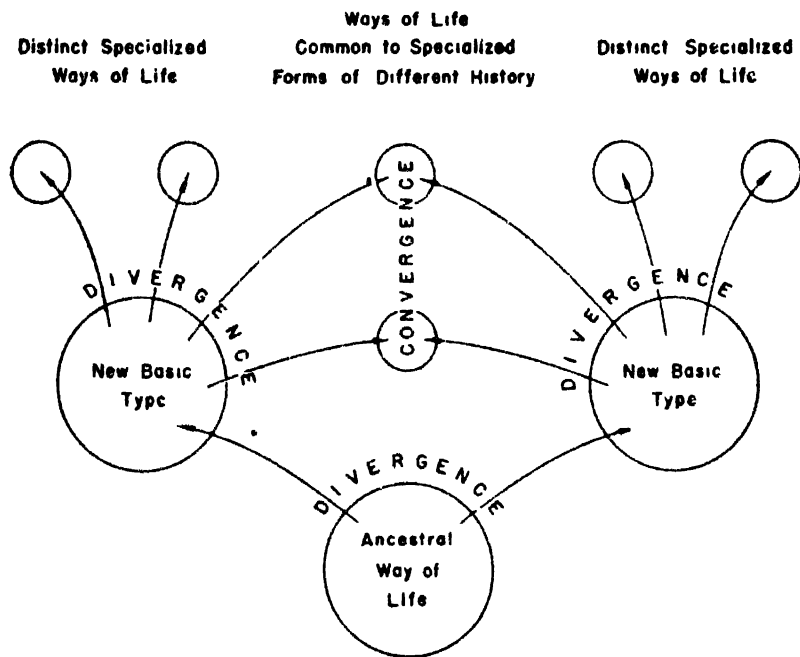 Distinct Specialized
Ways of Life
Ways of Life
Common to Specialized
Forms of Different History
Distinct Specialized
Ways of Life
DIVERGENCE
New Basic
Type
CONVERGENCE
DIVERGENCE
New Basic
Type
DIVERGENCE
Ancestral
Way of
Life